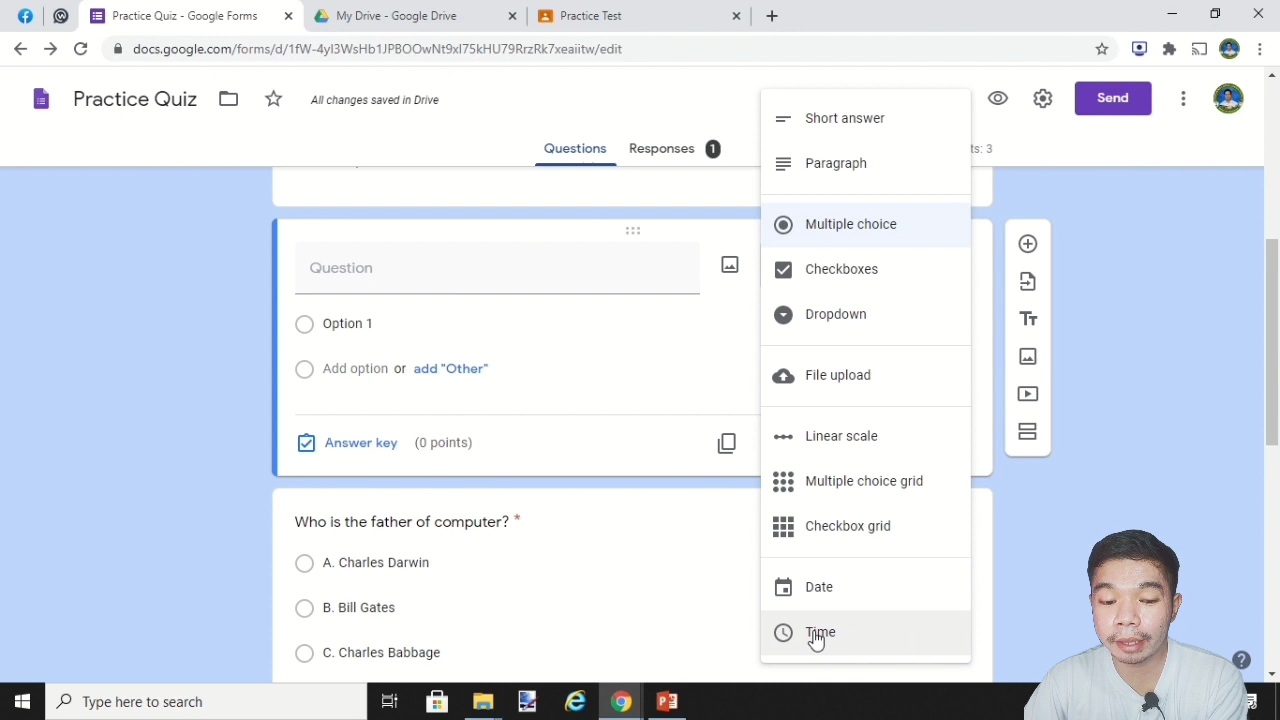 Practice Quiz - Google Forms
My Drive - Google Drive
Practice Test
docs.google.com/forms/d/1fW-4yl3WsHb1JPBOOwNt9xl75kHU79RrzRk7xeaiitw/edit
Practice Quiz
All changes saved in Drive
Send
Questions
Responses
1
ts: 3
Short answer
Paragraph
Multiple choice
Checkboxes
Dropdown
File upload
Linear scale
Multiple choice grid
Checkbox grid
Date
Time
Question
Option 1
Add option or add "Other"
Answer key (0 points)
Who is the father of computer? *
A. Charles Darwin
B. Bill Gates
C. Charles Babbage
Type here to search